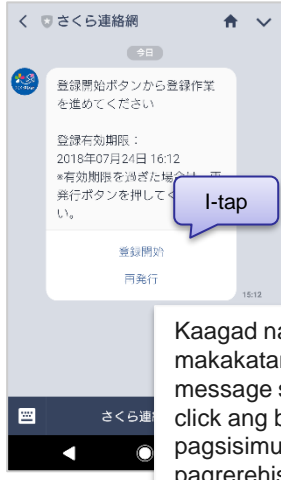 さくら連絡網
今日
登録開始ボタンから登録作業
を進めてください
登録有効期限：
2018年07月24日 16:12
*有効期限を過ぎた場合は、再
発行ボタンを押してく
い。
I-tap
登録開始
再発行
15:12
Kaagad na
makakata
message s
click ang b
pagsisimu
pagrerehis
さくら連